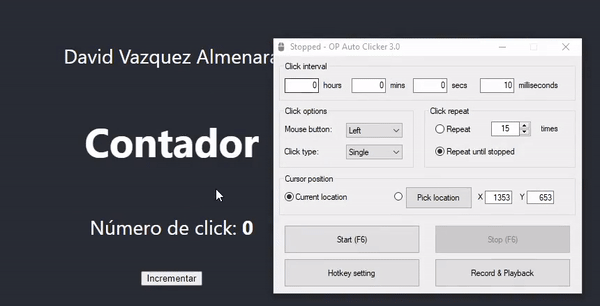 David Vazquez Almenara
Contador
Número de click: 0
Incrementar
Stopped - OP Auto Clicker 3.0
Click interval
0 hours 0 mins 0 secs 10 milliseconds
Click options
Mouse button: Left
Click type: Single
Click repeat
Repeat 15 times
Repeat until stopped
Cursor position
Current location Pick location X 1353 Y 653
Start (F6) Stop (F6)
Hotkey setting Record & Playback